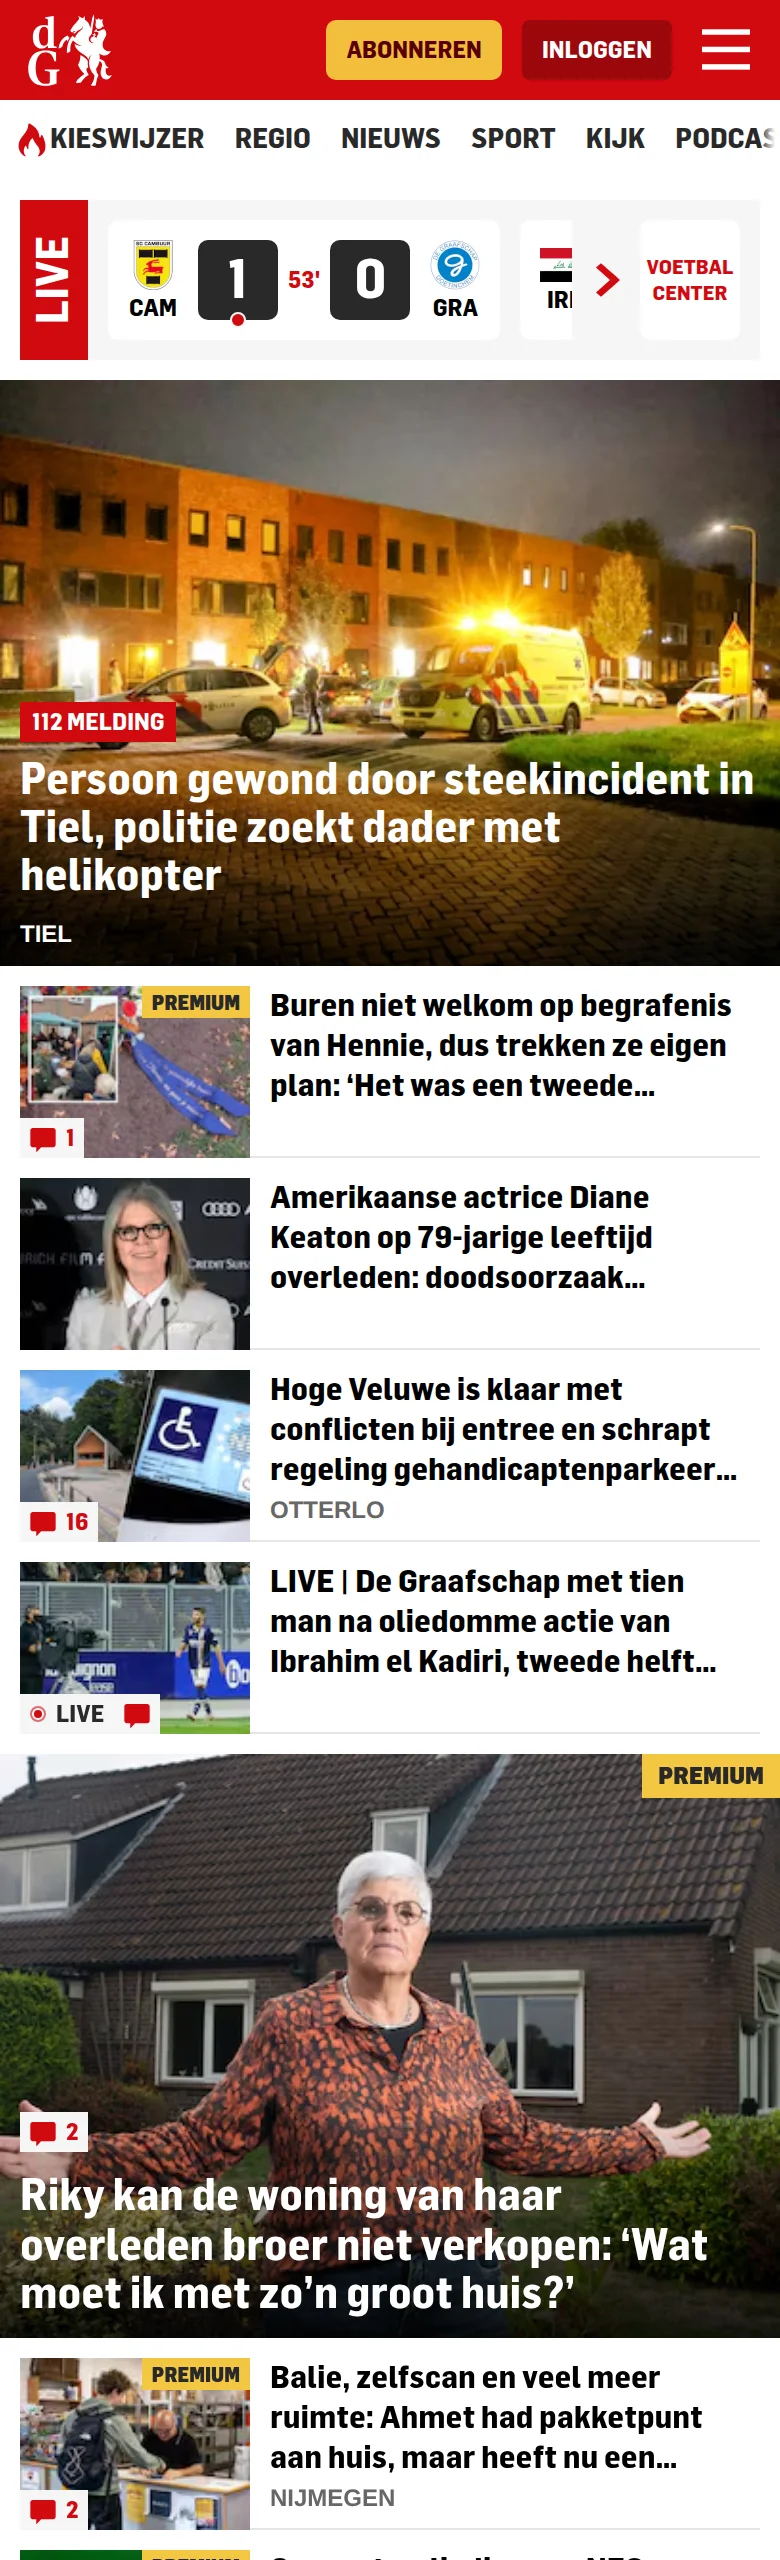 dG
ABONNEREN
INLOGGEN
KIESWIJZER
REGIO
NIEUWS
SPORT
KIJK
PODCAS
LIVE
CAM
1
53'
0
GRA
VOETBAL
CENTER
112 MELDING
Persoon gewond door steekincident in
Tiel, politie zoekt dader met
helikopter
TIEL
PREMIUM
1
Buren niet welkom op begrafenis
van Hennie, dus trekken ze eigen
plan: ‘Het was een tweede...
Amerikaanse actrice Diane
Keaton op 79-jarige leeftijd
overleden: doodsoorzaak...
16
Hoge Veluwe is klaar met
conflicten bij entree en schrapt
regeling gehandicaptenparkeer...
OTTERLO
LIVE
LIVE | De Graafschap met tien
man na oliedomme actie van
Ibrahim el Kadiri, tweede helft...
PREMIUM
2
Riky kan de woning van haar
overleden broer niet verkopen: ‘Wat
moet ik met zo’n groot huis?’
PREMIUM
2
Balie, zelfscan en veel meer
ruimte: Ahmet had pakketpunt
aan huis, maar heeft nu een...
NIJMEGEN